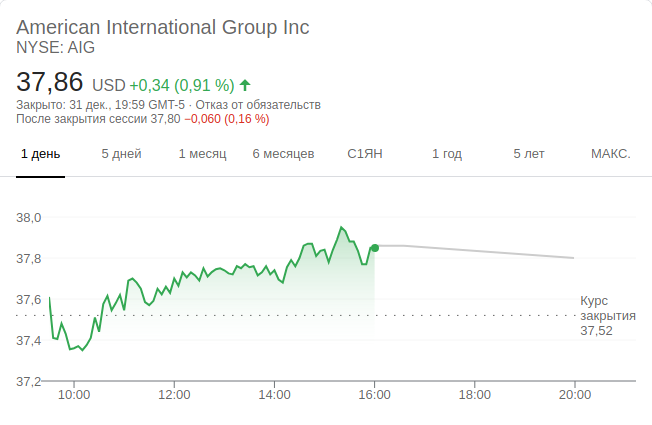 American International Group Inc
NYSE: AIG
37,86 USD +0,34 (0,91 %)
Закрыто: 31 дек., 19:59 GMT-5 · Отказ от обязательств
После закрытия сессии 37,80 −0,060 (0,16 %)
1 день 5 дней 1 месяц 6 месяцев С1ЯН 1 год 5 лет МАКС.
38,0
37,8
37,6
37,4
37,2
Курс
закрытия
37,52
10:00 12:00 14:00 16:00 18:00 20:00